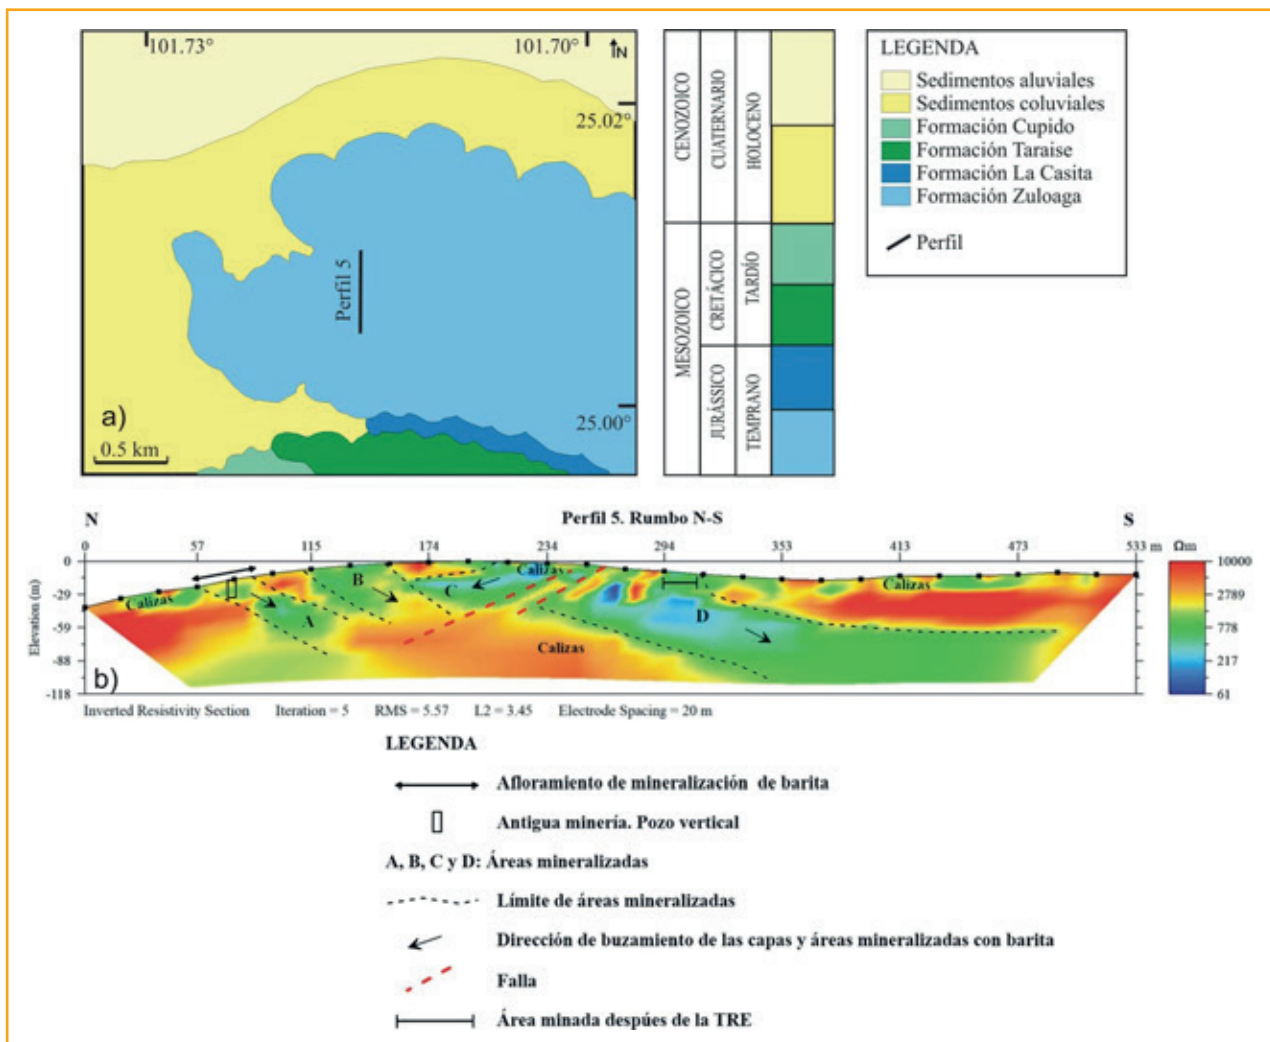 101.73°
101.70°
N
25.02°
Perfil 5
25.00°
a)
0.5 km
CENOZOICO
CUATERNARIO
HOLOCENO
MESOZOICO
CRETÁCICO
TARDÍO
JURÁSSICO
TEMPRANO
LEGENDA
Sedimentos aluviales
Sedimentos coluviales
Formación Cupido
Formación Taraise
Formación La Casita
Formación Zuloaga
Perfil
N
Perfil 5. Rumbo N-S
S
0 57 115 174 234 294 353 413 473 533 m Ωm
Elevation (m)
0
-29
-59
-88
-118
Calizas
A
B
C
Calizas
Calizas
D
Calizas
10000
2789
778
217
61
b)
Inverted Resistivity Section Iteration = 5 RMS = 5.57 L2 = 3.45 Electrode Spacing = 20 m
LEGENDA
Afloramiento de mineralización de barita
Antigua minería. Pozo vertical
A, B, C y D: Áreas mineralizadas
Límite de áreas mineralizadas
Dirección de buzamiento de las capas y áreas mineralizadas con barita
Falla
Área minada despúes de la TRE